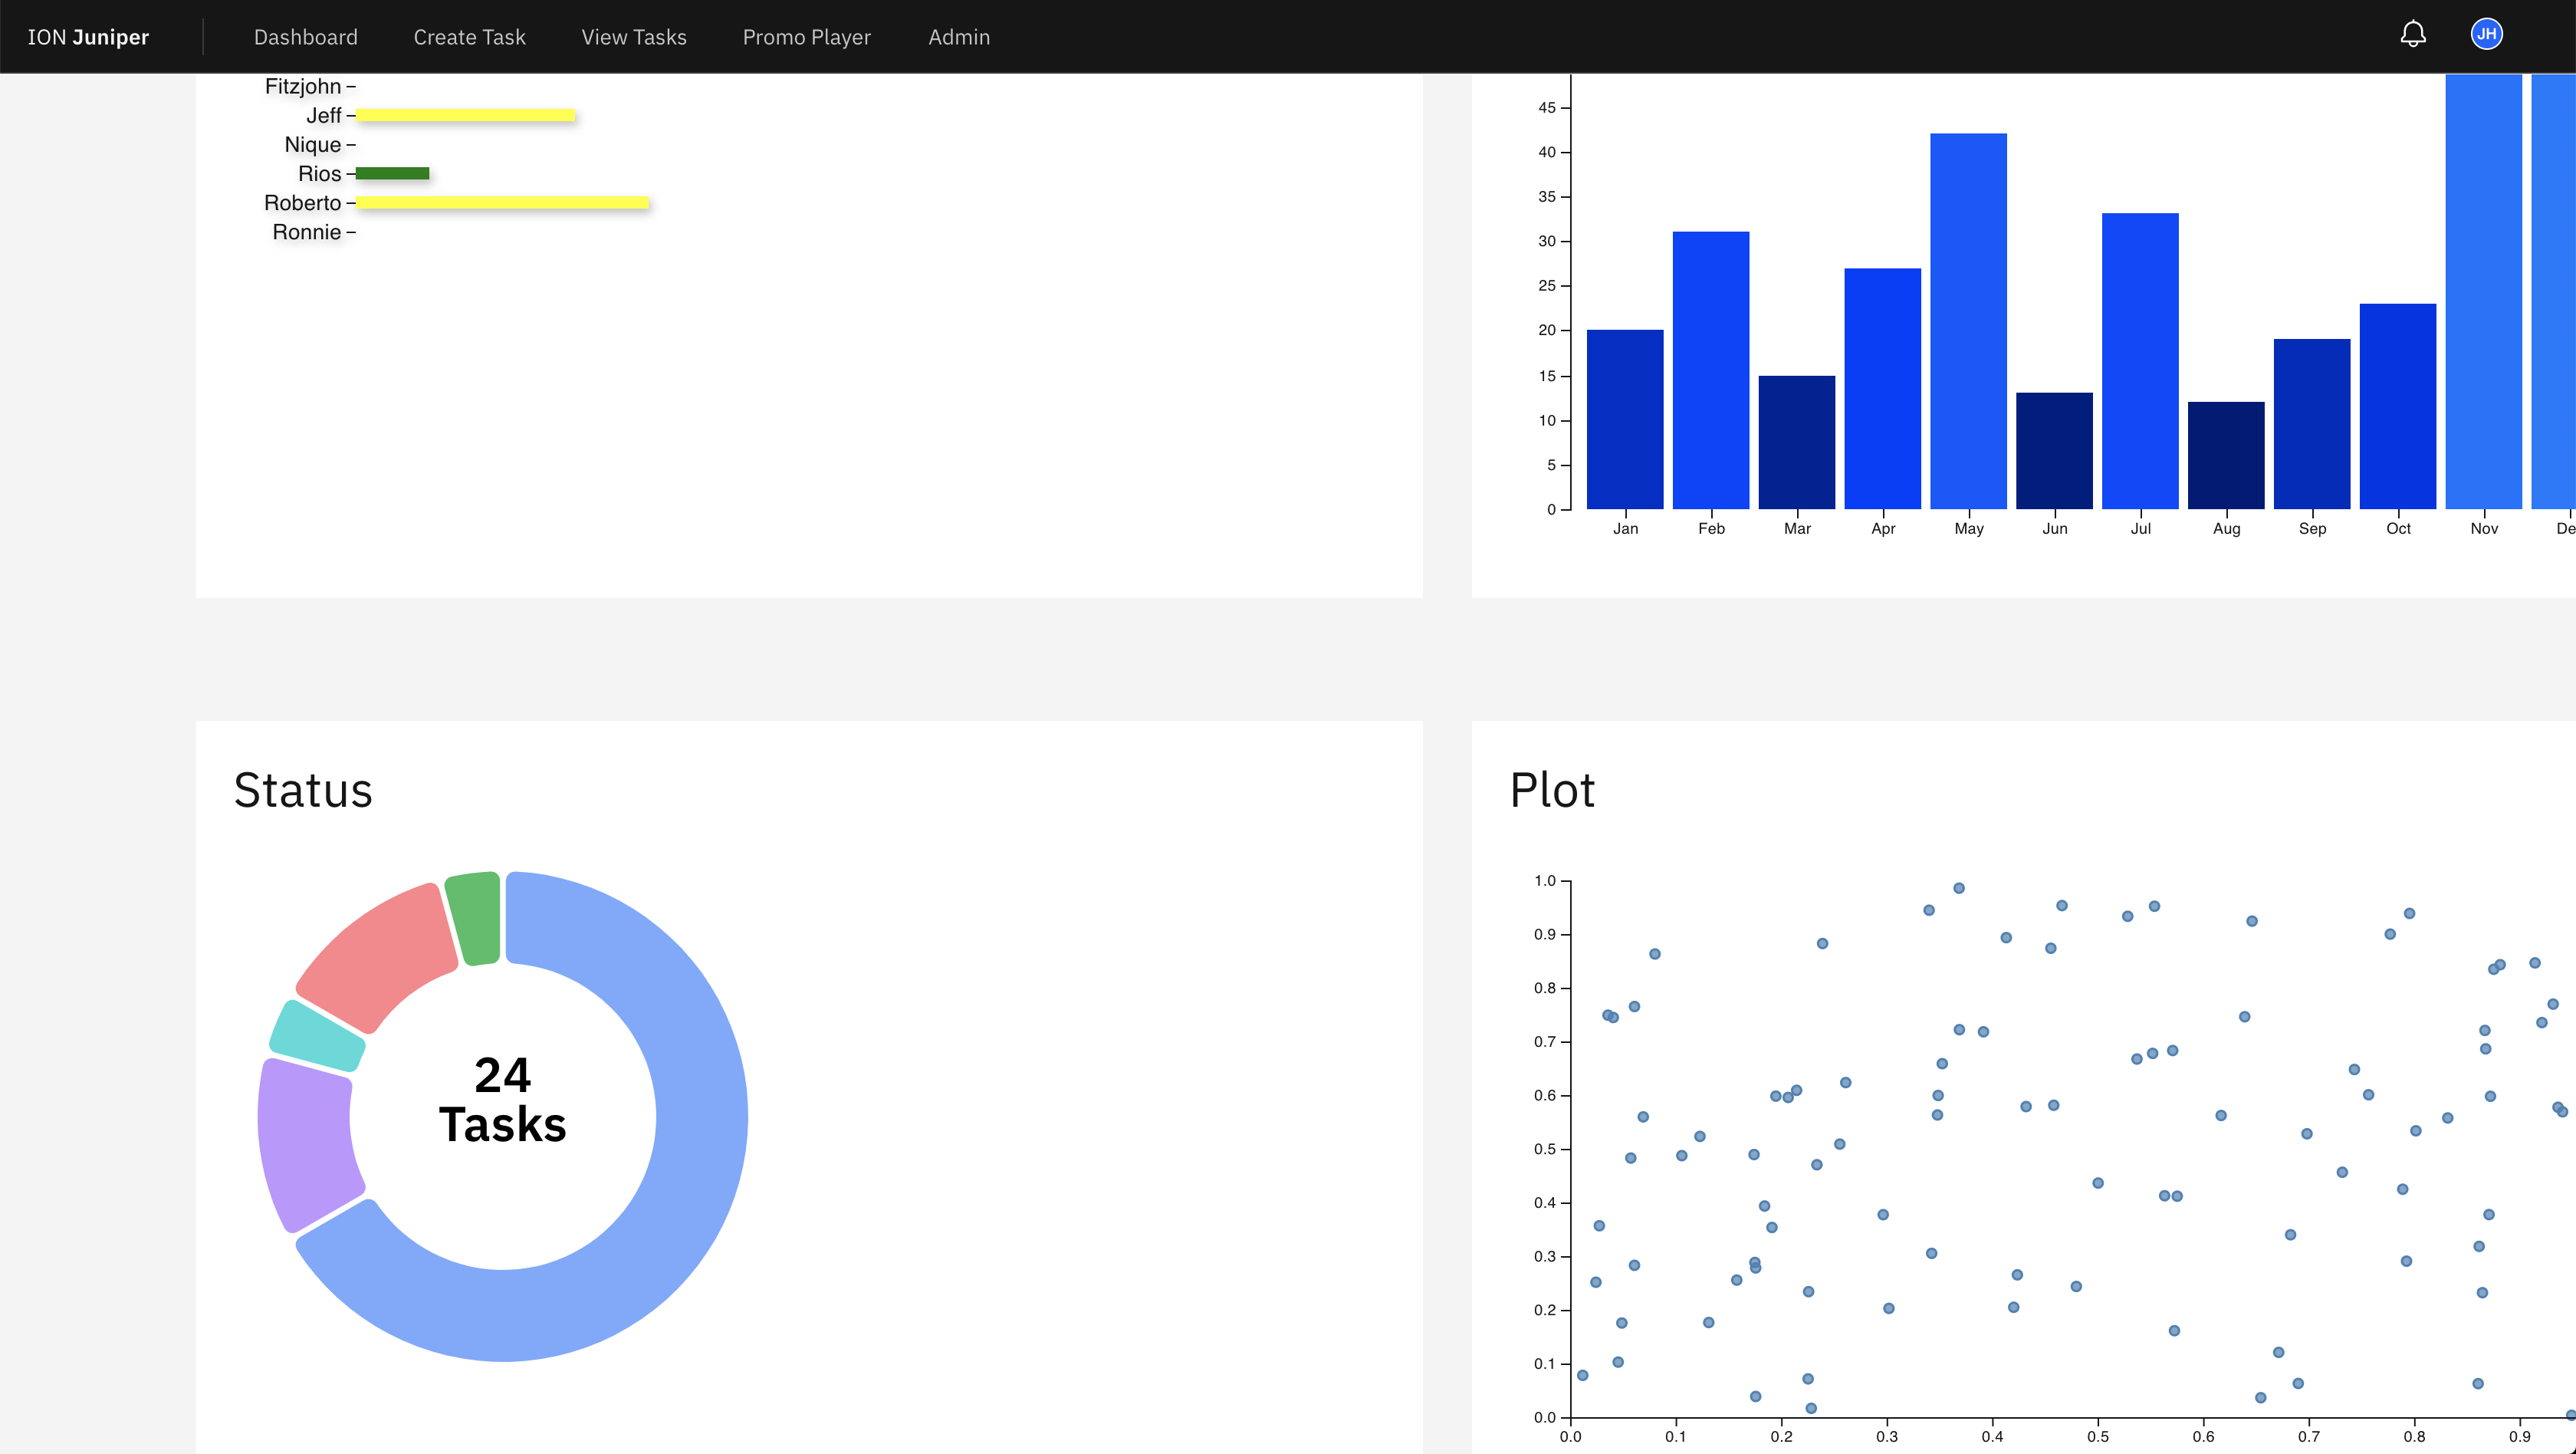 ION Juniper Dashboard Create Task View Tasks Promo Player Admin JH
Fitzjohn
Jeff
Nique
Rios
Roberto
Ronnie
45
40
35
30
25
20
15
10
5
0
Jan Feb Mar Apr May Jun Jul Aug Sep Oct Nov De
Status
24
Tasks
Plot
1.0
0.9
0.8
0.7
0.6
0.5
0.4
0.3
0.2
0.1
0.0
0.0 0.1 0.2 0.3 0.4 0.5 0.6 0.7 0.8 0.9